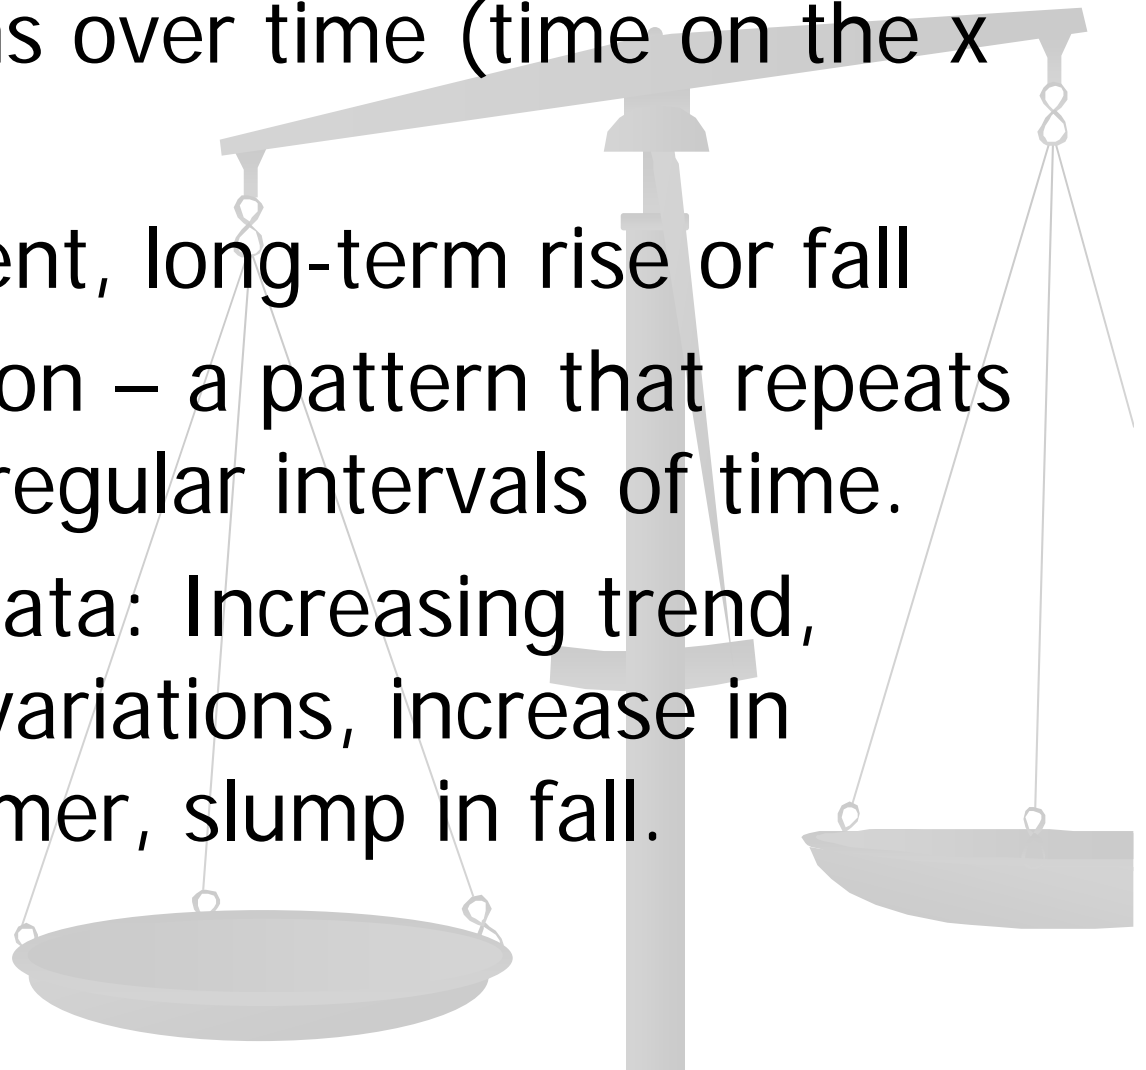 ns over time (time on the x
ent, long-term rise or fall
on – a pattern that repeats
regular intervals of time.
ata: Increasing trend,
variations, increase in
mer, slump in fall.